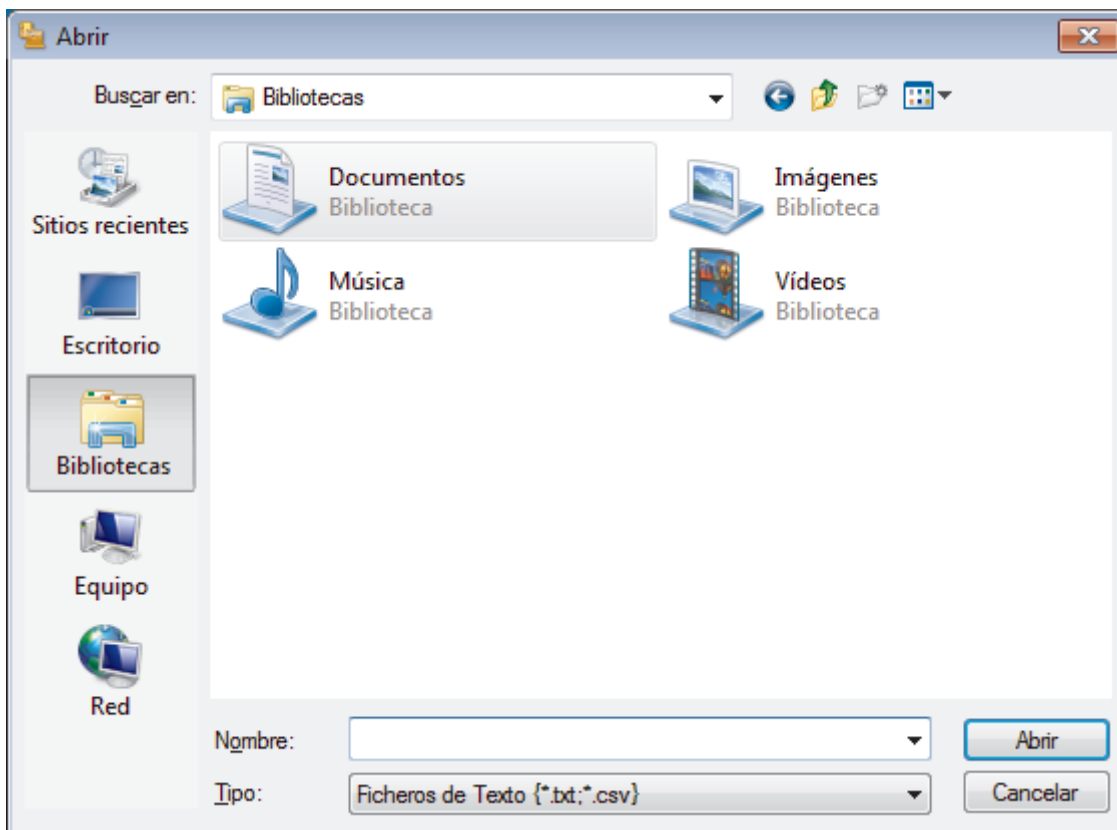 Abrir
Buscar en:
Bibliotecas
Sitios recientes
Escritorio
Bibliotecas
Equipo
Red
Documentos
Biblioteca
Imágenes
Biblioteca
Música
Biblioteca
Vídeos
Biblioteca
Nombre:
Abrir
Tipo:
Ficheros de Texto {*.txt;*.csv}
Cancelar